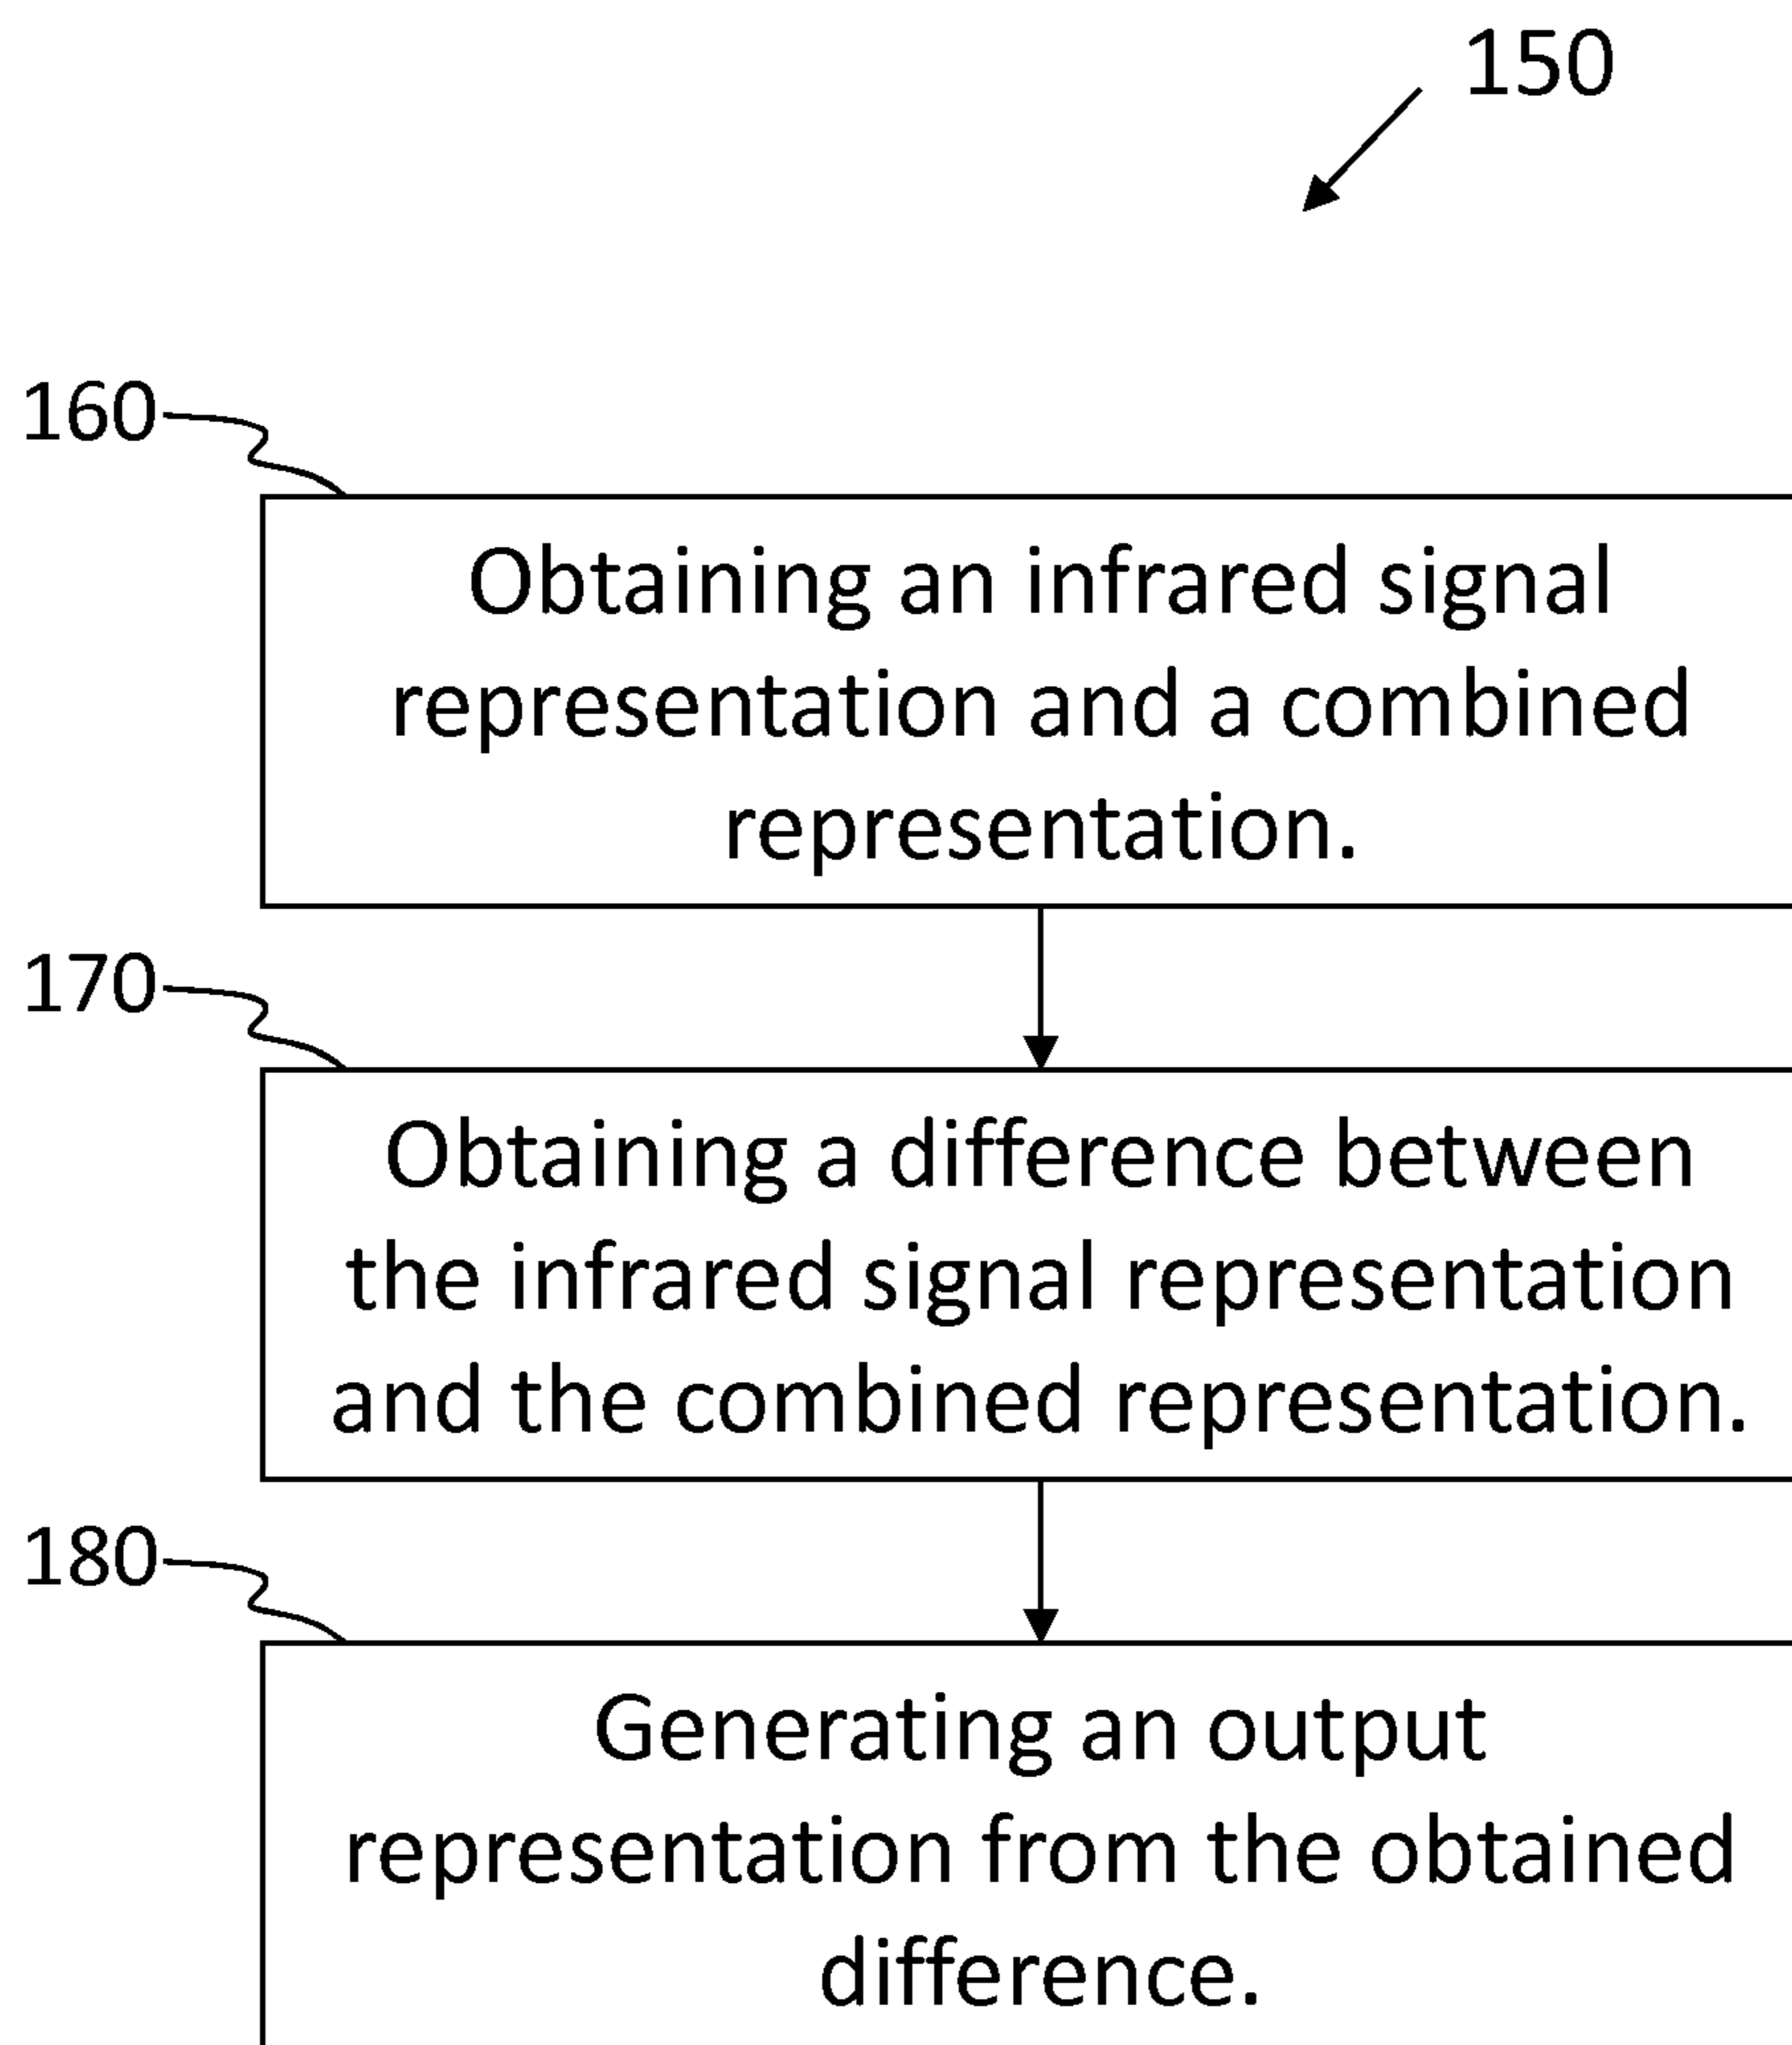 150
160
Obtaining an infrared signal
representation and a combined
representation.
170
Obtaining a difference between
the infrared signal representation
and the combined representation.
180
Generating an output
representation from the obtained
difference.